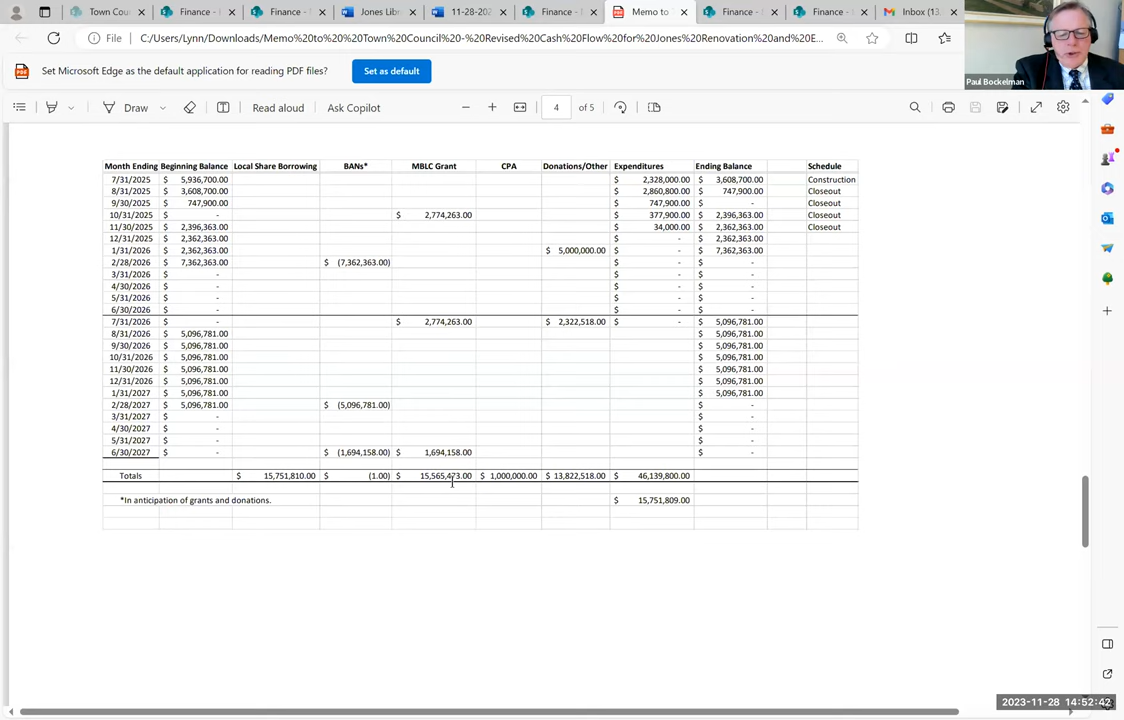 Town Cou
Finance -
Finance -
Jones Libr
11-28-202
Finance -
Memo to
Finance -
Finance -
Inbox (13
File C:/Users/Lynn/Downloads/Memo%20to%20%20Town%20Council%20-%20Revised%20Cash%20Flow%20for%20Jones%20Renovation%20and%20E...
Set Microsoft Edge as the default application for reading PDF files? Set as default
Paul Bockelman
Draw Read aloud Ask Copilot 4 of 5
Month Ending Beginning Balance Local Share Borrowing BANs* MBLC Grant CPA Donations/Other Expenditures Ending Balance Schedule
7/31/2025 $ 5,936,700.00 $ 2,328,000.00 $ 3,608,700.00 Construction
8/31/2025 $ 3,608,700.00 $ 2,860,800.00 $ 747,900.00 Closeout
9/30/2025 $ 747,900.00 $ 747,900.00 $ - Closeout
10/31/2025 $ - $ 2,774,263.00 $ 377,900.00 $ 2,396,363.00 Closeout
11/30/2025 $ 2,396,363.00 $ 34,000.00 $ 2,362,363.00 Closeout
12/31/2025 $ 2,362,363.00 $ - $ 2,362,363.00
1/31/2026 $ 2,362,363.00 $ 5,000,000.00 $ - $ 7,362,363.00
2/28/2026 $ 7,362,363.00 $ (7,362,363.00) $ - $ -
3/31/2026 $ - $ - $ -
4/30/2026 $ - $ - $ -
5/31/2026 $ - $ - $ -
6/30/2026 $ - $ - $ -
7/31/2026 $ - $ 2,774,263.00 $ 2,322,518.00 $ - $ 5,096,781.00
8/31/2026 $ 5,096,781.00 $ 5,096,781.00
9/30/2026 $ 5,096,781.00 $ 5,096,781.00
10/31/2026 $ 5,096,781.00 $ 5,096,781.00
11/30/2026 $ 5,096,781.00 $ 5,096,781.00
12/31/2026 $ 5,096,781.00 $ 5,096,781.00
1/31/2027 $ 5,096,781.00 $ 5,096,781.00
2/28/2027 $ 5,096,781.00 $ (5,096,781.00) $ -
3/31/2027 $ - $ -
4/30/2027 $ - $ -
5/31/2027 $ - $ -
6/30/2027 $ - $ (1,694,158.00) $ 1,694,158.00 $ -
Totals $ 15,751,810.00 $ (1.00) $ 15,565,473.00 $ 1,000,000.00 $ 13,822,518.00 $ 46,139,800.00
*In anticipation of grants and donations. $ 15,751,809.00
2023-11-28 14:52:42